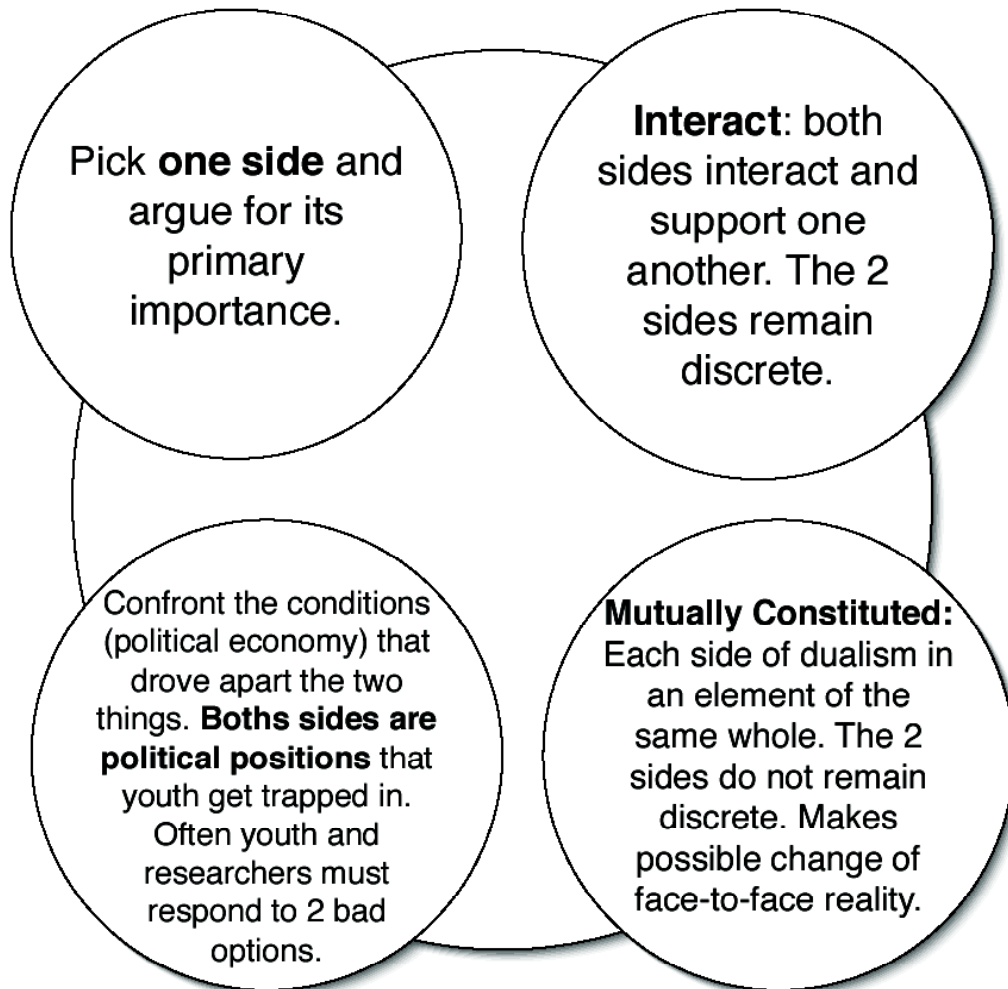 Pick one side and
argue for its
primary
importance.
Interact: both
sides interact and
support one
another. The 2
sides remain
discrete.
Confront the conditions
(political economy) that
drove apart the two
things. Boths sides are
political positions that
youth get trapped in.
Often youth and
researchers must
respond to 2 bad
options.
Mutually Constituted:
Each side of dualism in
an element of the
same whole. The 2
sides do not remain
discrete. Makes
possible change of
face-to-face reality.